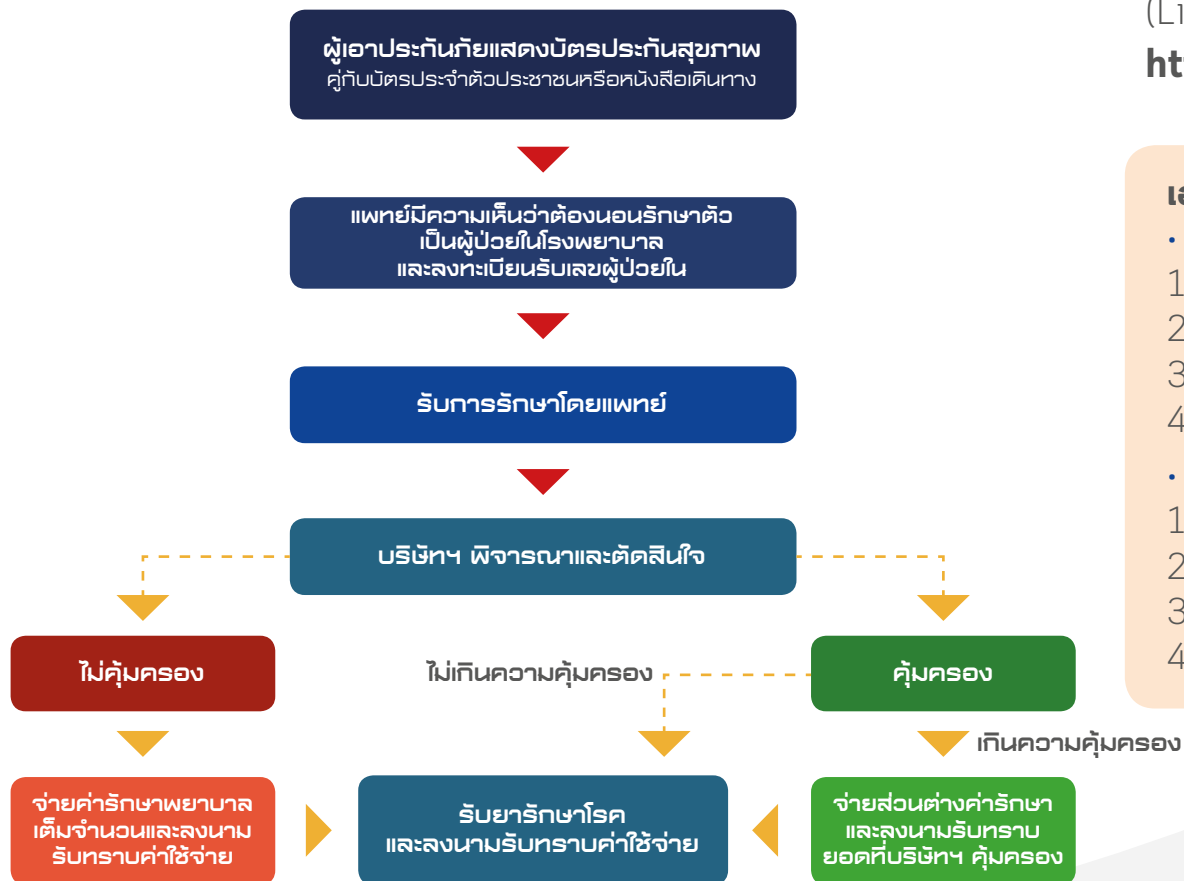 ผู้เอาประกันภัยแสดงบัตรประกันสุขภาพ
คู่กับบัตรประจำตัวประชาชนหรือหนังสือเดินทาง
แพทย์มีความเห็นว่าต้องนอนรักษาตัว
เป็นผู้ป่วยในโรงพยาบาล
และลงทะเบียนรับเลขผู้ป่วยใน
รับการรักษาโดยแพทย์
บริษัทฯ พิจารณาและตัดสินใจ
ไม่คุ้มครอง
ไม่เกินความคุ้มครอง
คุ้มครอง
เกินความคุ้มครอง
จ่ายค่ารักษาพยาบาล
เต็มจำนวนและลงนาม
รับทราบค่าใช้จ่าย
รับยารักษาโรค
และลงนามรับทราบค่าใช้จ่าย
จ่ายส่วนต่างค่ารักษา
และลงนามรับทราบ
ยอดที่บริษัทฯ คุ้มครอง
•
1
2
3
4
•
1
2
3
4